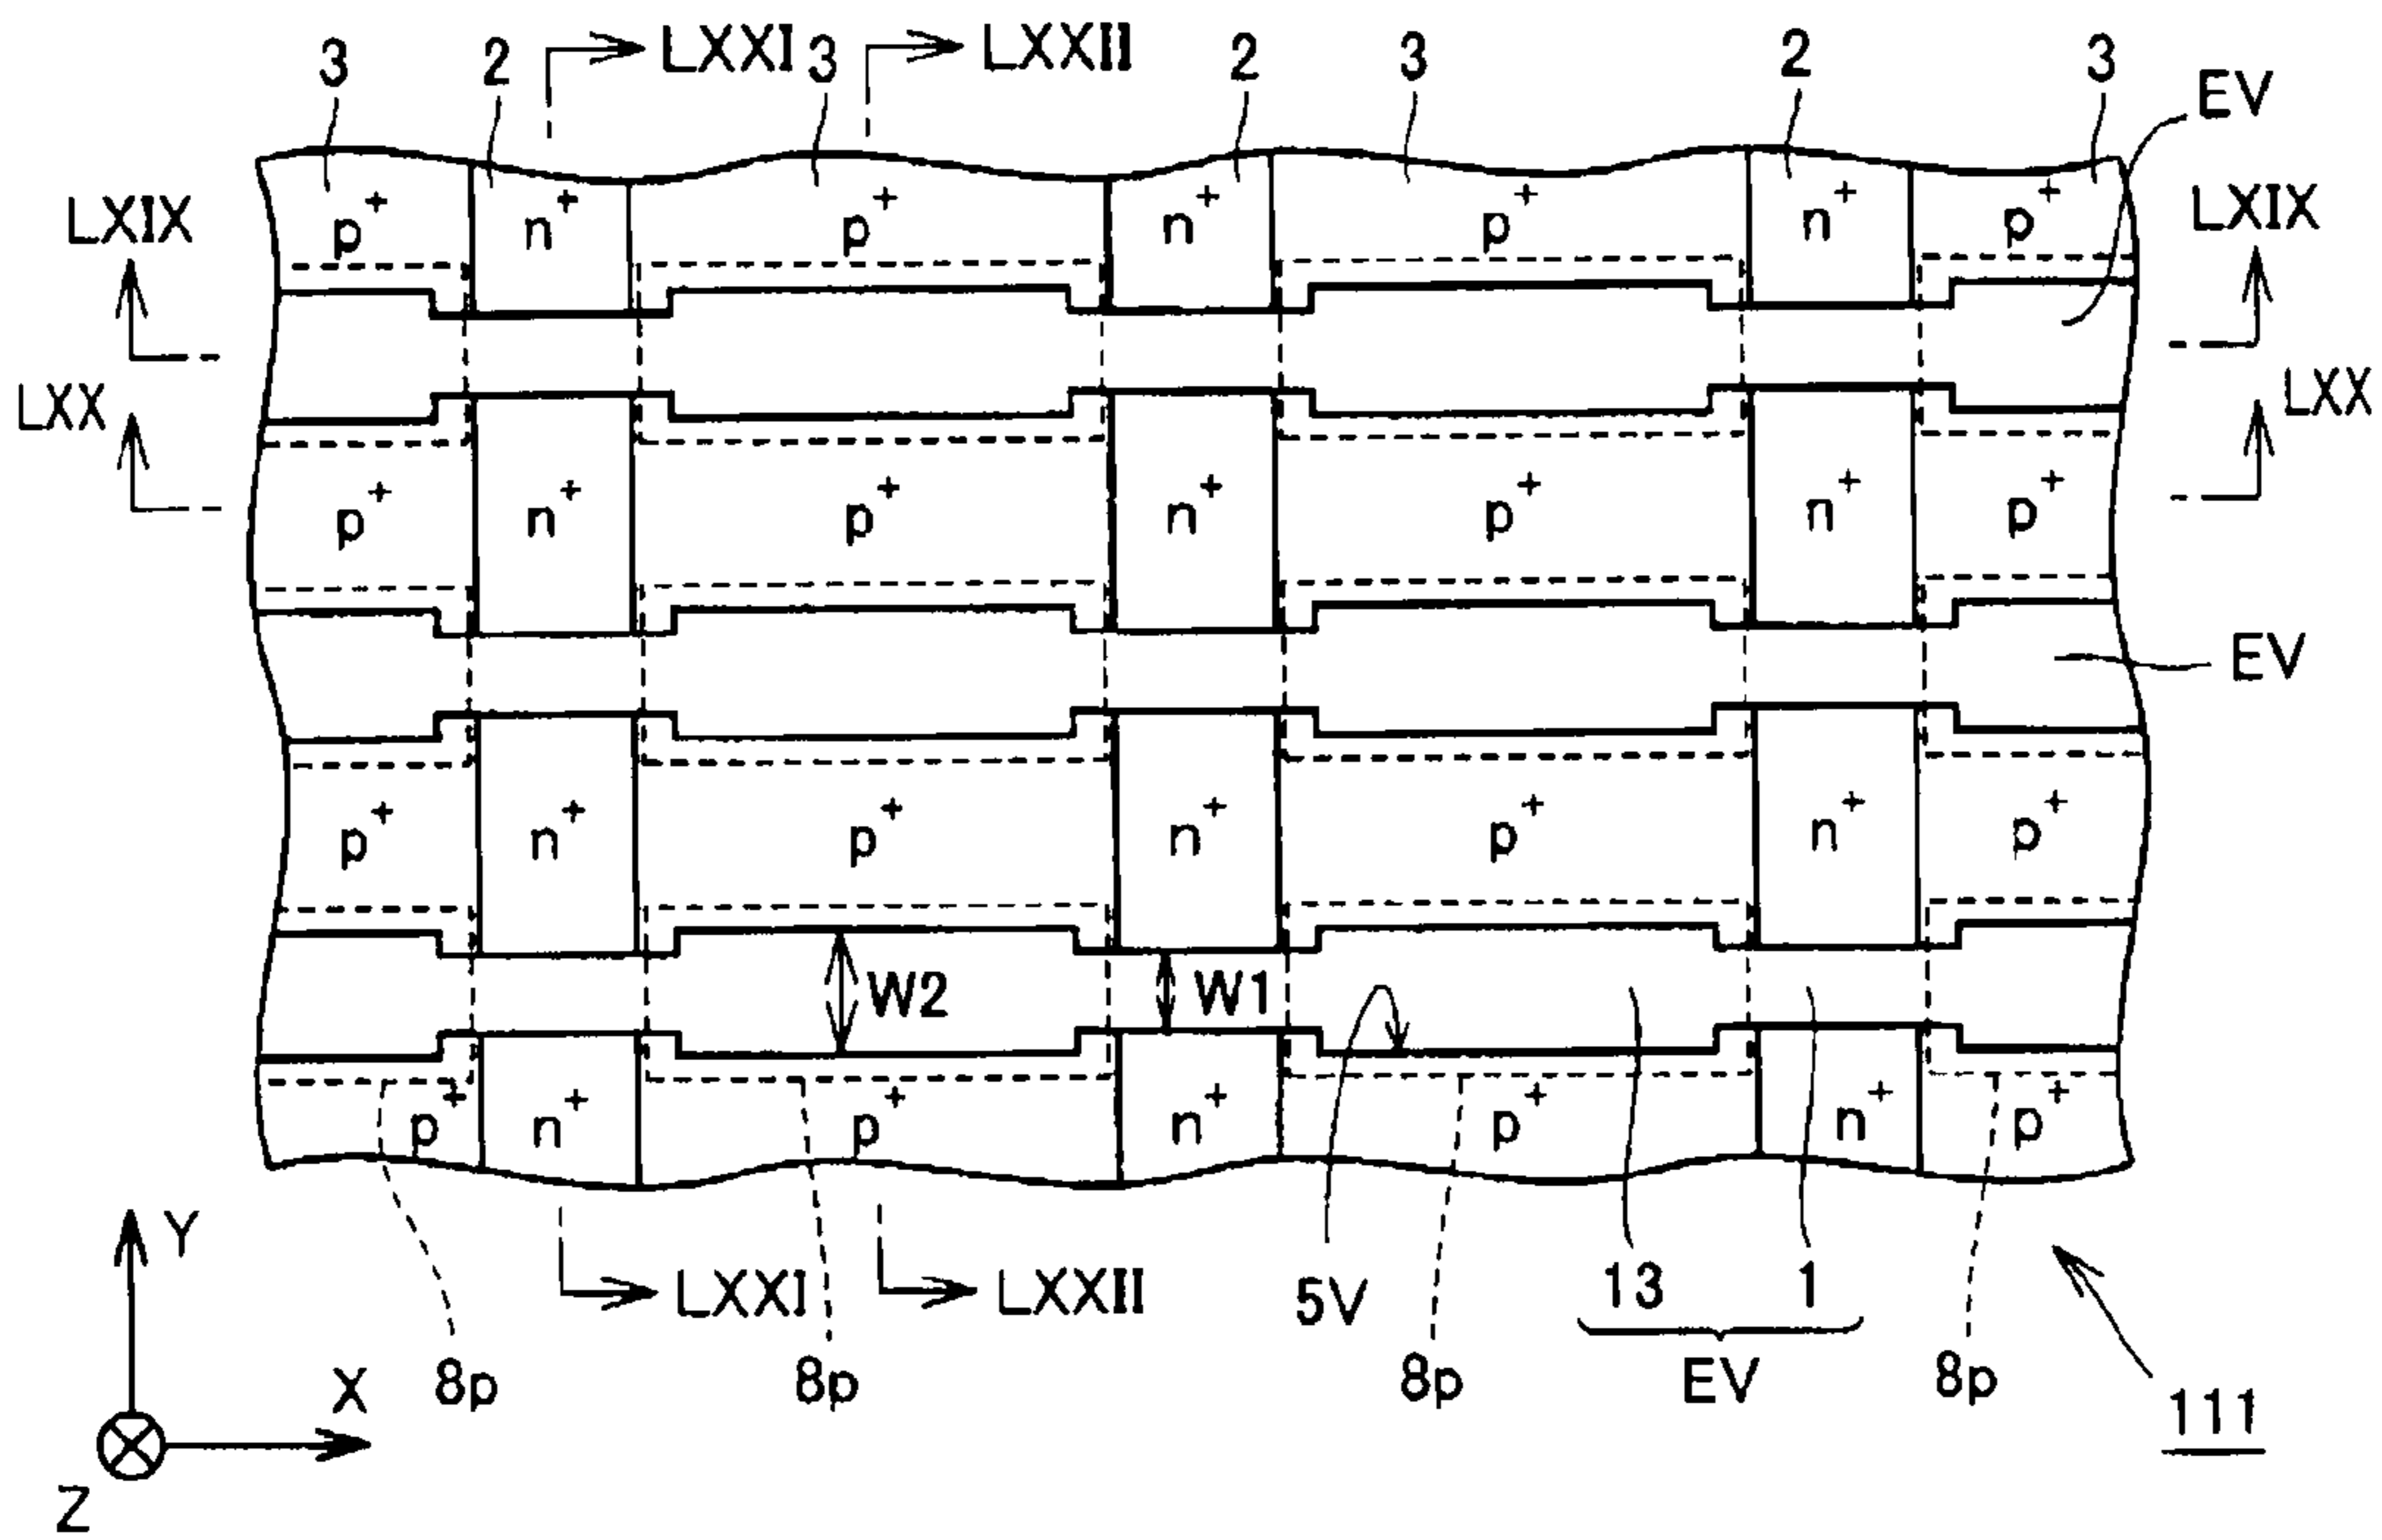 3 2 LXXI 3 LXXII 2 3 2 3
EV
p+ n+ p+ n+ p+ n+ p+
LXIX LXIX
LXX LXX
p+ n+ p+ n+ p+ n+ p+
EV
p+ n+ p+ n+ p+ n+ p+
W2 W1
p+ n+ p+ n+ p+ n+ p+
Y
LXXI LXXII 5V 13 1
X 8p 8p 8p EV 8p
111
Z